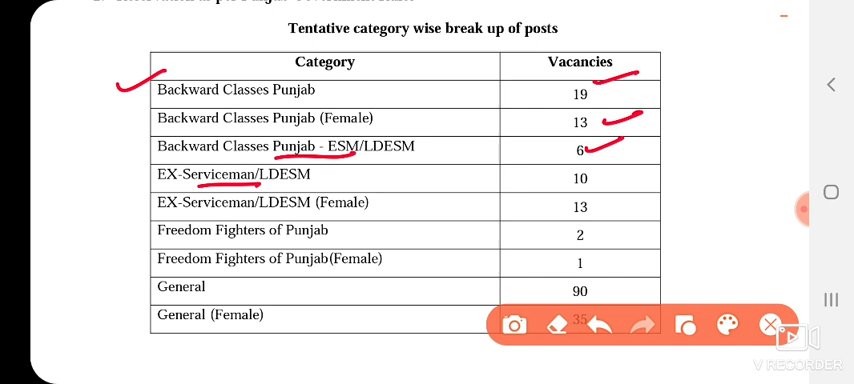 Tentative category wise break up of posts
Category Vacancies
Backward Classes Punjab 19
Backward Classes Punjab (Female) 13
Backward Classes Punjab - ESM/LDESM 6
EX-Serviceman/LDESM 10
EX-Serviceman/LDESM (Female) 13
Freedom Fighters of Punjab 2
Freedom Fighters of Punjab(Female) 1
General 90
General (Female) 35
V RECORDER